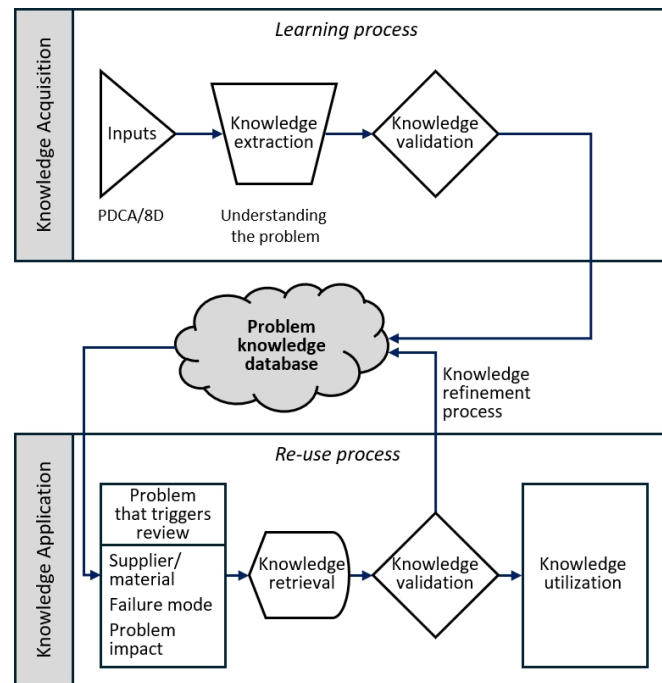 Knowledge Acquisition
Learning process
Inputs
Knowledge
extraction
Knowledge
validation
PDCA/8D
Understanding
the problem
Problem
knowledge
database
Knowledge
refinement
process
Knowledge Application
Re-use process
Problem
that triggers
review
Supplier/
material
Failure mode
Problem
impact
Knowledge
retrieval
Knowledge
validation
Knowledge
utilization